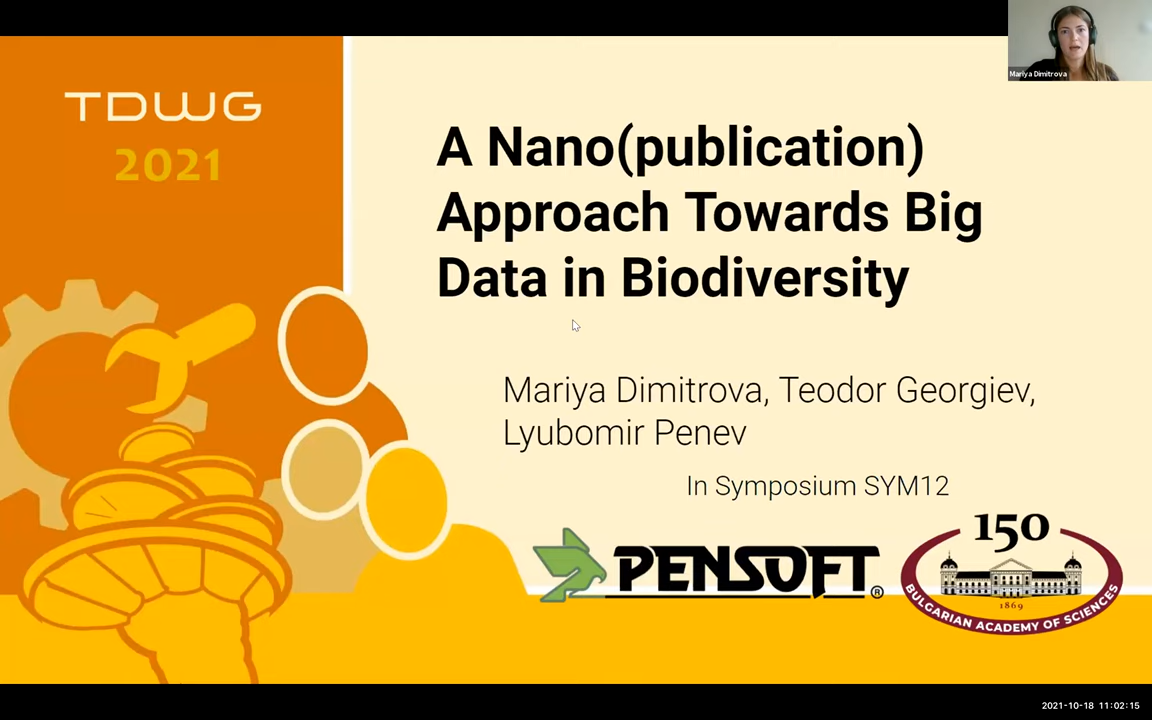 Mariya Dimitrova
TDWG
2021
A Nano(publication)
Approach Towards Big
Data in Biodiversity
Mariya Dimitrova, Teodor Georgiev,
Lyubomir Penev
In Symposium SYM12
PENSOFT®
150
1869
BULGARIAN ACADEMY OF SCIENCES
2021-10-18 11:02:15